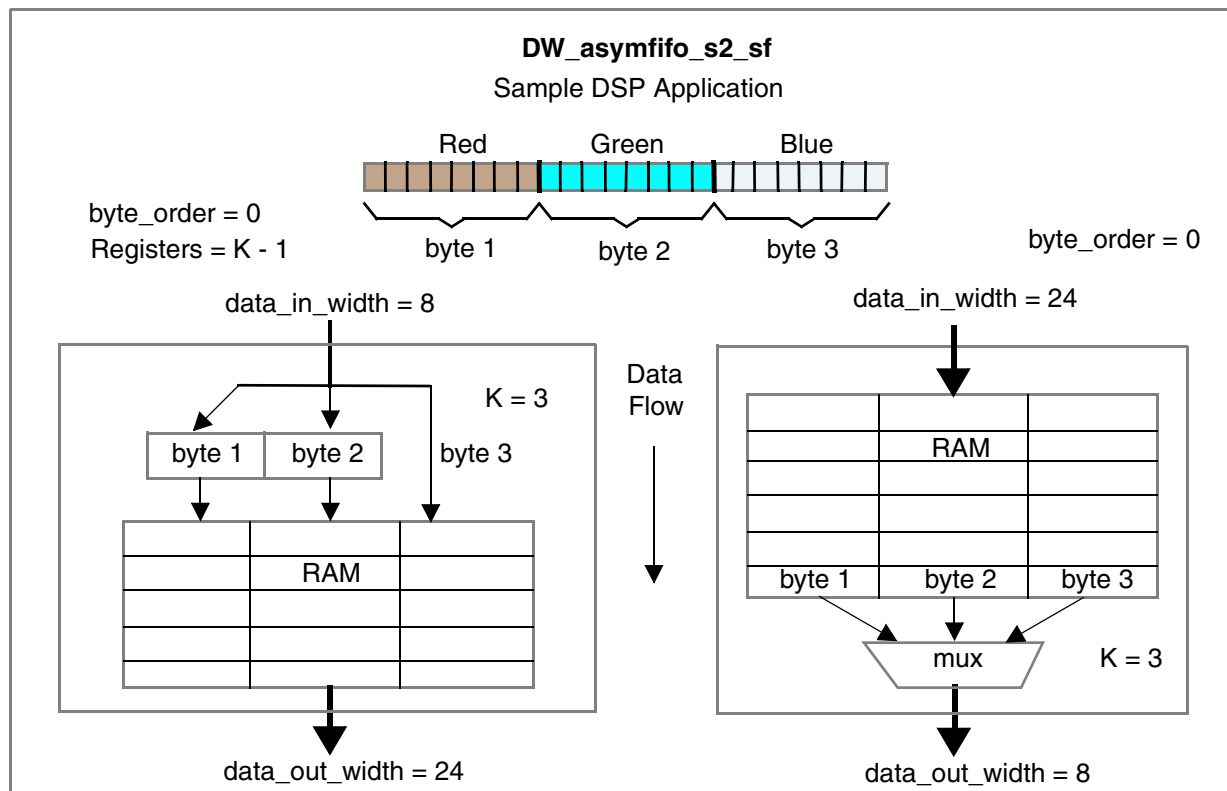 DW_asymfifo_s2_sf
Sample DSP Application
Red Green Blue
byte_order = 0
Registers = K - 1
byte 1 byte 2 byte 3
byte_order = 0
data_in_width = 8
data_in_width = 24
K = 3
byte 1 byte 2 byte 3
RAM
data_out_width = 24
Data
Flow
RAM
byte 1 byte 2 byte 3
mux
K = 3
data_out_width = 8